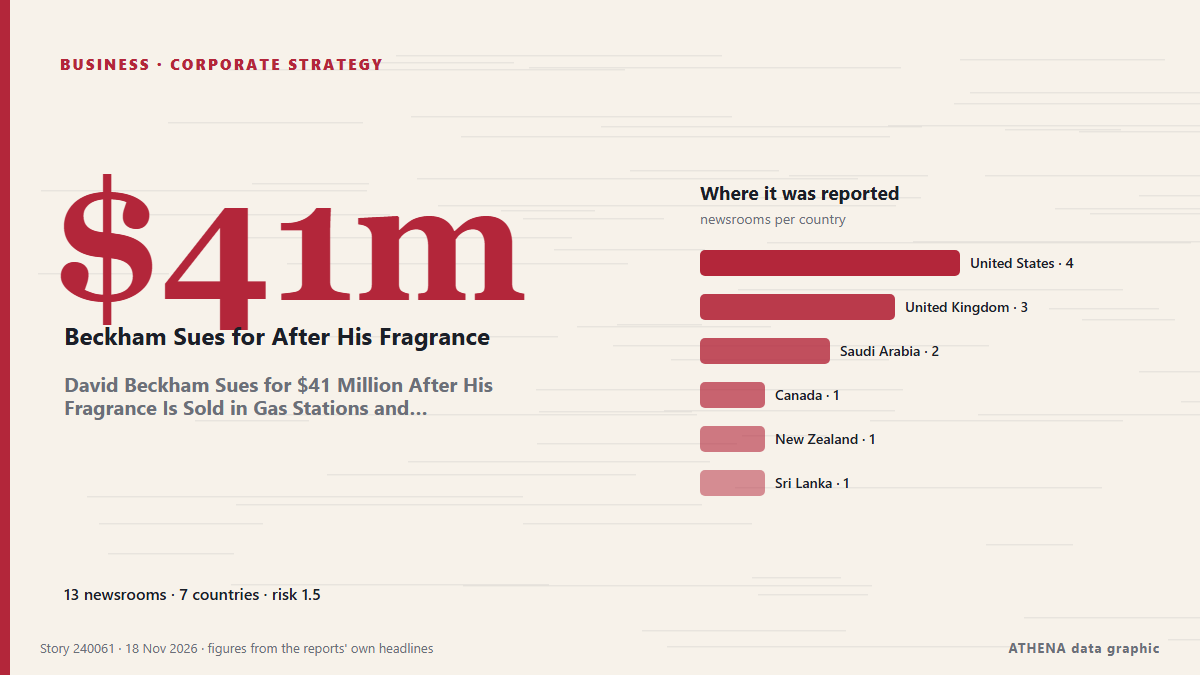 BUSINESS · CORPORATE STRATEGY
$41m
Beckham Sues for After His Fragrance
David Beckham Sues for $41 Million After His
Fragrance Is Sold in Gas Stations and…
Where it was reported
newsrooms per country
United States · 4
United Kingdom · 3
Saudi Arabia · 2
Canada · 1
New Zealand · 1
Sri Lanka · 1
13 newsrooms · 7 countries · risk 1.5
Story 240061 · 18 Nov 2026 · figures from the reports' own headlines
ATHENA data graphic